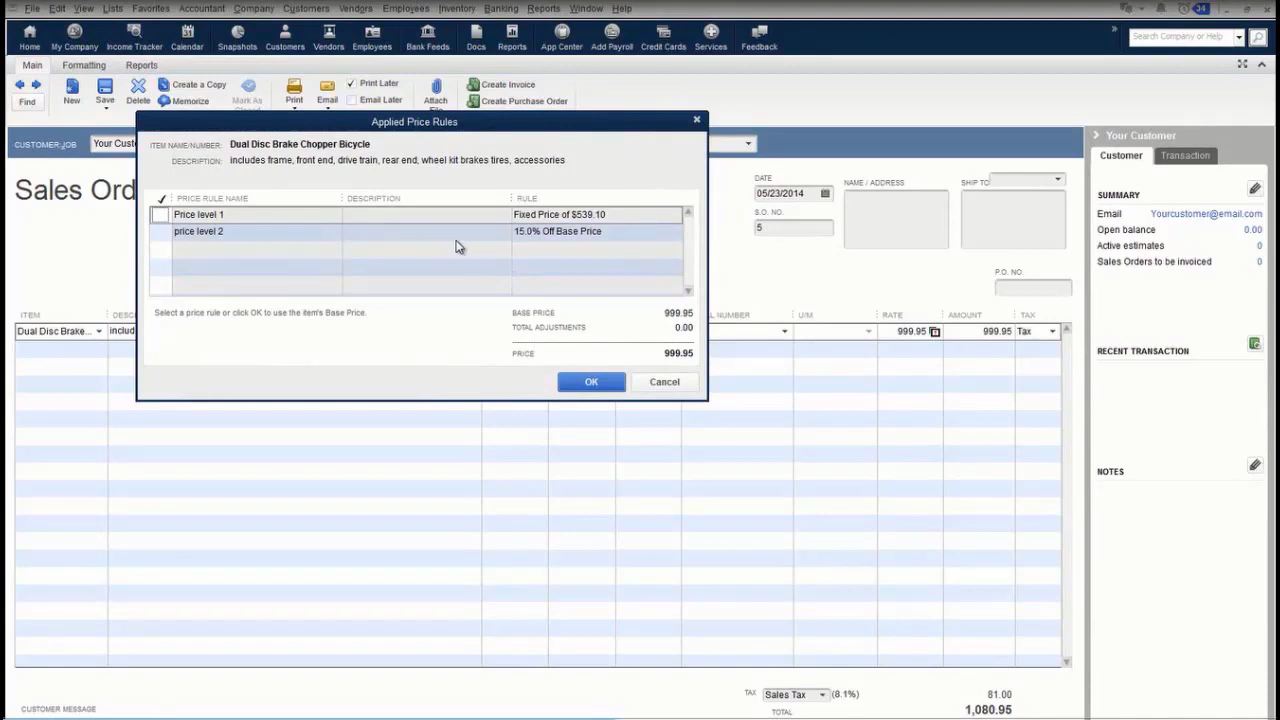 File Edit View Lists Favorites Accountant Company Customers Vendors Employees Inventory Banking Reports Window Help 34
Home My Company Income Tracker Calendar Snapshots Customers Vendors Employees Bank Feeds Docs Reports App Center Add Payroll Credit Cards Services Feedback
Search Company or Help
Main Formatting Reports
Find New Save Delete Create a Copy Memorize Mark As Print Email Print Later Email Later Attach File Create Invoice Create Purchase Order
CUSTOMER:JOB
Applied Price Rules
ITEM NAME/NUMBER: Dual Disc Brake Chopper Bicycle
DESCRIPTION: includes frame, front end, drive train, rear end, wheel kit brakes tires, accessories
PRICE RULE NAME DESCRIPTION RULE
Price level 1 Fixed Price of $539.10
price level 2 15.0% Off Base Price
Select a price rule or click OK to use the item's Base Price.
BASE PRICE 999.95
TOTAL ADJUSTMENTS 0.00
PRICE 999.95
OK Cancel
DATE
05/23/2014
S.O. NO.
5
NAME / ADDRESS
SHIP TO
P.O. NO.
ITEM U/M RATE AMOUNT TAX
Dual Disc Brake... 999.95 999.95 Tax
TAX Sales Tax (8.1%) 81.00
TOTAL 1,080.95
CUSTOMER MESSAGE
Your Customer
Customer Transaction
SUMMARY
Email Yourcustomer@email.com
Open balance 0.00
Active estimates 0
Sales Orders to be invoiced 0
RECENT TRANSACTION
NOTES